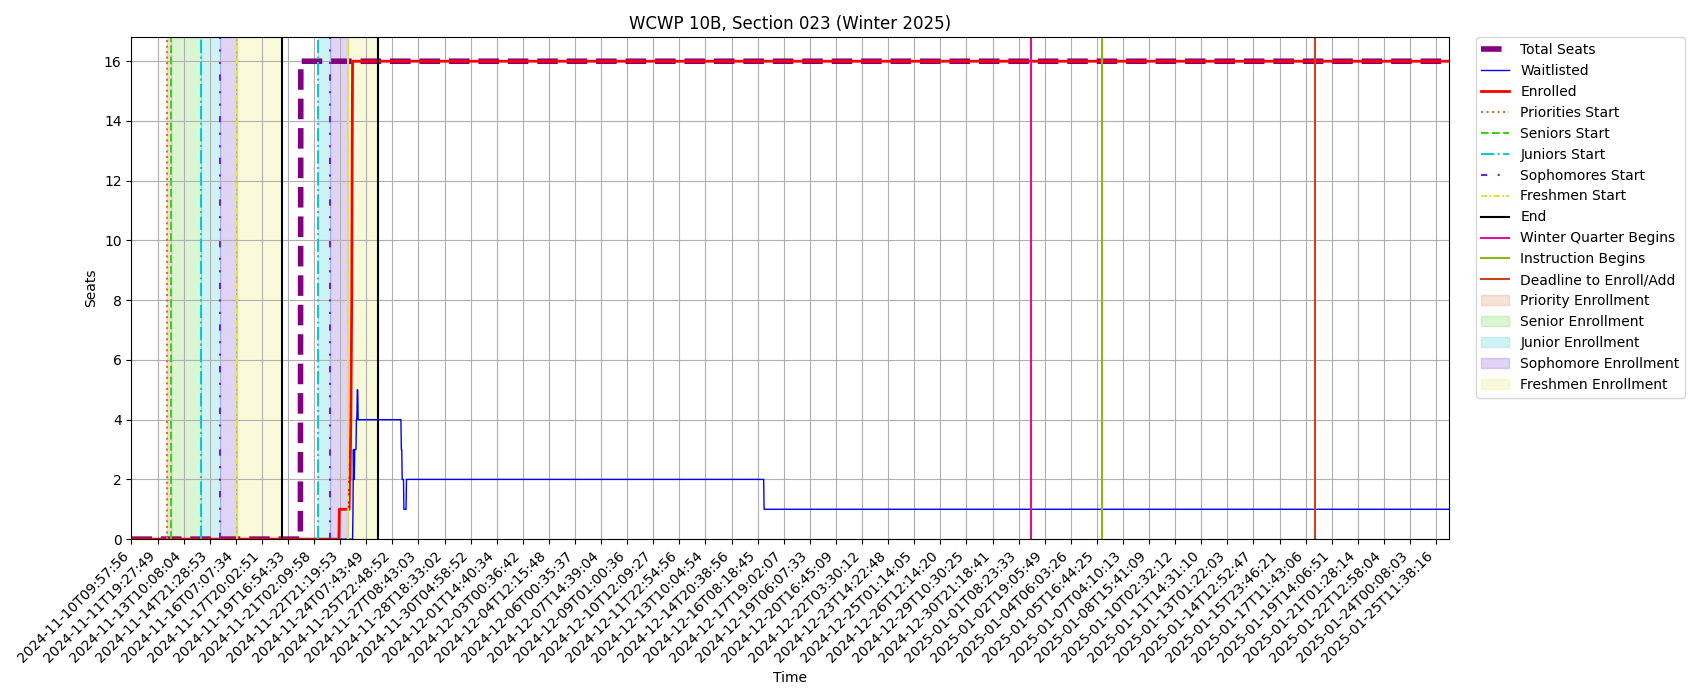 WCWP 10B, Section 023 (Winter 2025)
Seats
16
14
12
10
8
6
4
2
0
2024-11-10T09:57:56
2024-11-11T19:27:49
2024-11-13T10:08:04
2024-11-14T21:28:53
2024-11-16T07:07:34
2024-11-17T20:02:51
2024-11-19T16:54:33
2024-11-21T02:09:58
2024-11-22T21:19:53
2024-11-24T07:43:49
2024-11-25T22:48:52
2024-11-27T08:43:03
2024-11-28T18:33:02
2024-11-30T04:58:52
2024-12-01T14:40:34
2024-12-03T00:36:42
2024-12-04T12:15:48
2024-12-06T00:35:37
2024-12-07T14:39:04
2024-12-09T01:00:36
2024-12-10T12:09:27
2024-12-11T22:54:56
2024-12-13T10:04:54
2024-12-14T20:38:56
2024-12-16T08:18:45
2024-12-17T19:02:07
2024-12-19T06:07:33
2024-12-20T16:45:09
2024-12-22T03:30:12
2024-12-23T14:22:48
2024-12-25T01:14:05
2024-12-26T12:14:20
2024-12-29T10:30:25
2024-12-30T21:18:41
2025-01-01T08:23:33
2025-01-02T19:05:49
2025-01-04T06:03:26
2025-01-05T16:44:25
2025-01-07T04:10:13
2025-01-08T15:41:09
2025-01-10T02:32:12
2025-01-11T14:31:10
2025-01-13T01:22:03
2025-01-14T12:52:47
2025-01-15T23:46:21
2025-01-17T11:43:06
2025-01-19T14:06:51
2025-01-21T01:28:14
2025-01-22T12:58:04
2025-01-24T00:08:03
2025-01-25T11:38:16
Time
Total Seats
Waitlisted
Enrolled
Priorities Start
Seniors Start
Juniors Start
Sophomores Start
Freshmen Start
End
Winter Quarter Begins
Instruction Begins
Deadline to Enroll/Add
Priority Enrollment
Senior Enrollment
Junior Enrollment
Sophomore Enrollment
Freshmen Enrollment